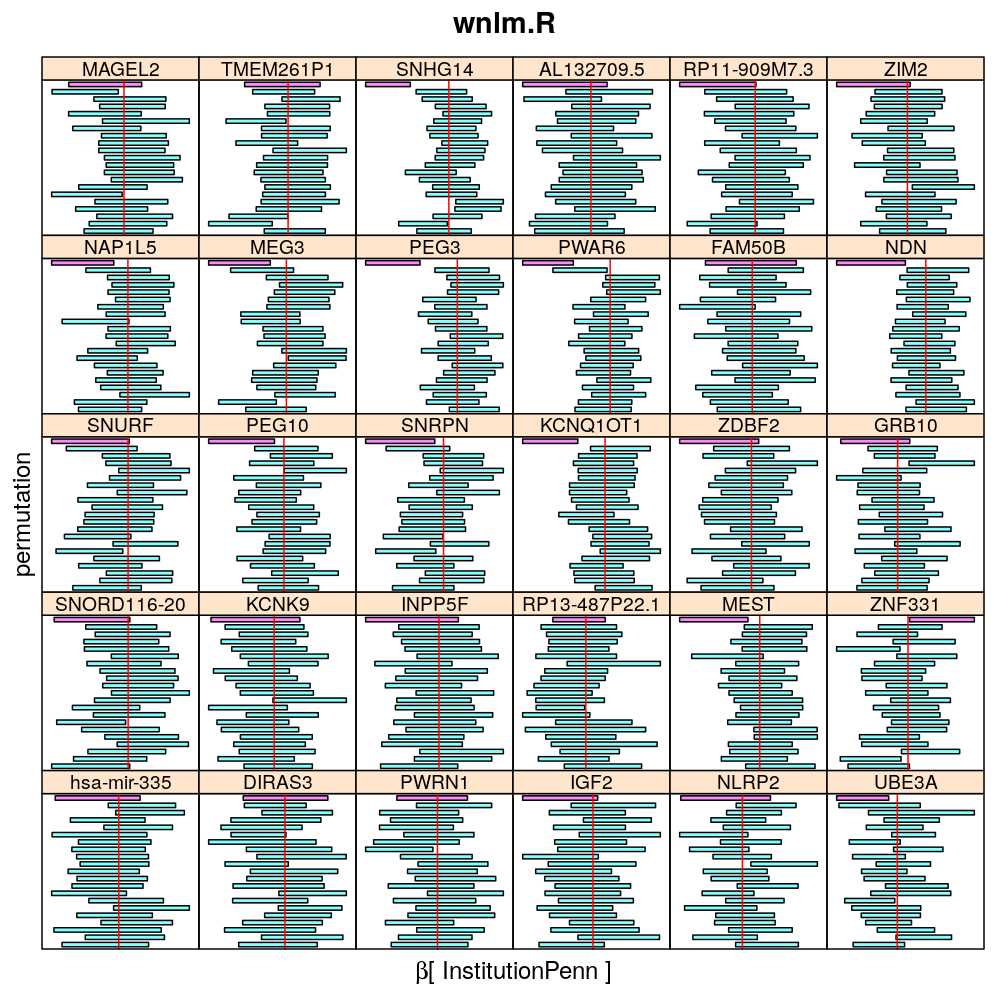 wnlm.R
MAGEL2 TMEM261P1 SNHG14 AL132709.5 RP11-909M7.3 ZIM2
NAP1L5 MEG3 PEG3 PWAR6 FAM50B NDN
SNURF PEG10 SNRPN KCNQ1OT1 ZDBF2 GRB10
SNORD116-20 KCNK9 INPP5F RP13-487P22.1 MEST ZNF331
hsa-mir-335 DIRAS3 PWRN1 IGF2 NLRP2 UBE3A
permutation
β[ InstitutionPenn ]